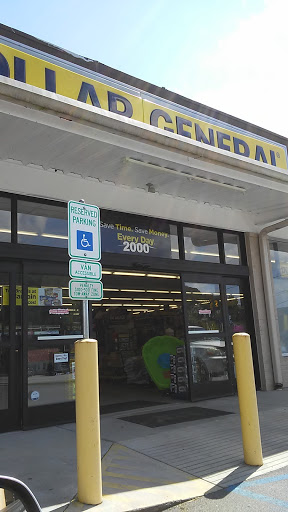 OLLAR GENERAL
Save Time. Save Money.
Every Day
2000
RESERVED
PARKING
VAN
ACCESSIBLE